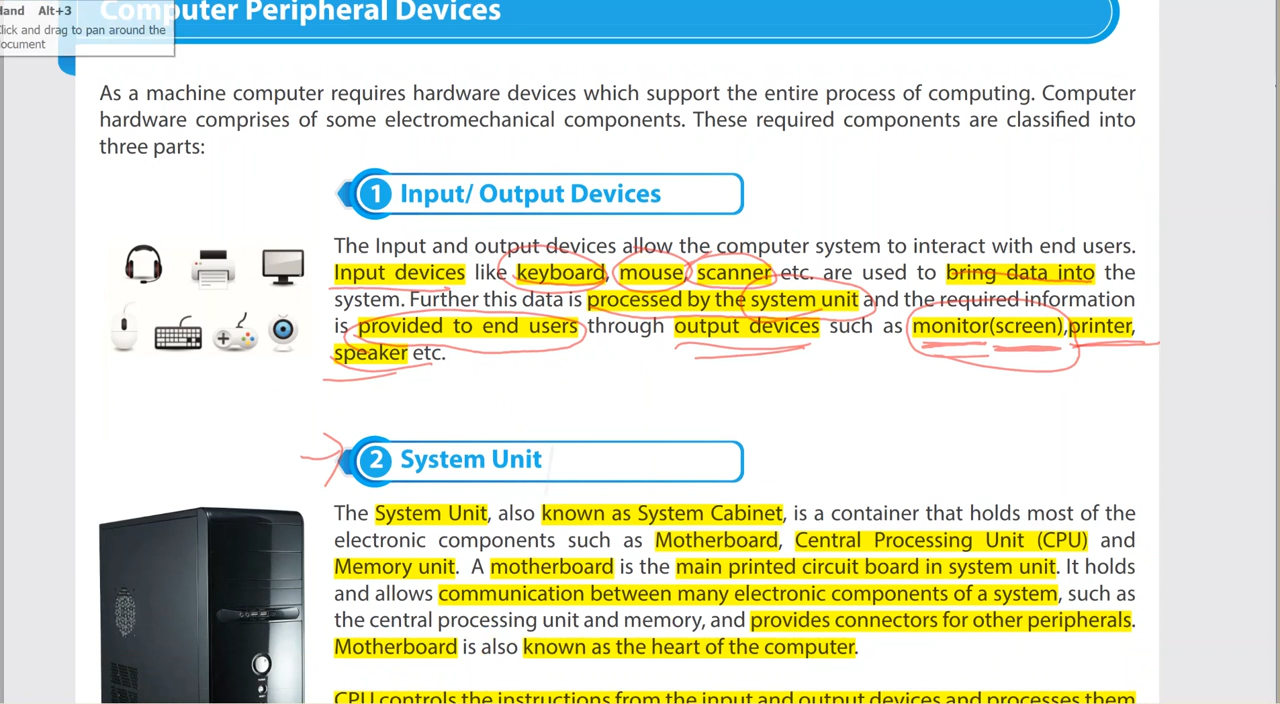 Hand Alt+3
Click and drag to pan around the
document
Computer Peripheral Devices
As a machine computer requires hardware devices which support the entire process of computing. Computer
hardware comprises of some electromechanical components. These required components are classified into
three parts:
1 Input/ Output Devices
The Input and output devices allow the computer system to interact with end users.
Input devices like keyboard, mouse, scanner etc. are used to bring data into the
system. Further this data is processed by the system unit and the required information
is provided to end users through output devices such as monitor(screen),printer,
speaker etc.
2 System Unit
The System Unit, also known as System Cabinet, is a container that holds most of the
electronic components such as Motherboard, Central Processing Unit (CPU) and
Memory unit. A motherboard is the main printed circuit board in system unit. It holds
and allows communication between many electronic components of a system, such as
the central processing unit and memory, and provides connectors for other peripherals.
Motherboard is also known as the heart of the computer.
CPU controls the instructions from the input and output devices and processes them